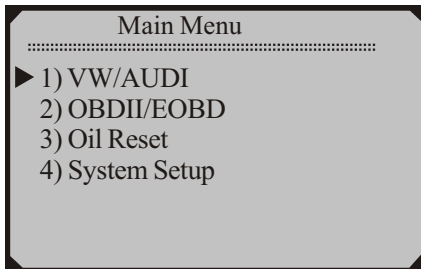 Main Menu
1) VW/AUDI
2) OBDII/EOBD
3) Oil Reset
4) System Setup